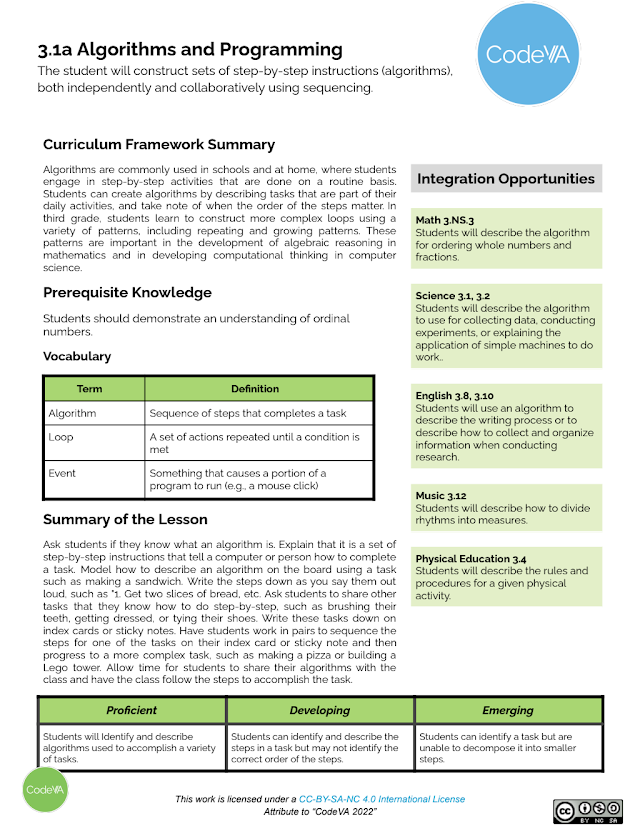 3.1a Algorithms and Programming
The student will construct sets of step-by-step instructions (algorithms),
both independently and collaboratively using sequencing.
CodeVA
Curriculum Framework Summary
Algorithms are commonly used in schools and at home, where students
engage in step-by-step activities that are done on a routine basis.
Students can create algorithms by describing tasks that are part of their
daily activities, and take note of when the order of the steps matter. In
third grade, students learn to construct more complex loops using a
variety of patterns, including repeating and growing patterns. These
patterns are important in the development of algebraic reasoning in
mathematics and in developing computational thinking in computer
science.
Prerequisite Knowledge
Students should demonstrate an understanding of ordinal
numbers.
Vocabulary
Term Definition
Algorithm Sequence of steps that completes a task
Loop A set of actions repeated until a condition is
met
Event Something that causes a portion of a
program to run (e.g., a mouse click)
Summary of the Lesson
Ask students if they know what an algorithm is. Explain that it is a set of
step-by-step instructions that tell a computer or person how to complete
a task. Model how to describe an algorithm on the board using a task
such as making a sandwich. Write the steps down as you say them out
loud, such as "1. Get two slices of bread, etc. Ask students to share other
tasks that they know how to do step-by-step, such as brushing their
teeth, getting dressed, or tying their shoes. Write these tasks down on
index cards or sticky notes. Have students work in pairs to sequence the
steps for one of the tasks on their index card or sticky note and then
progress to a more complex task, such as making a pizza or building a
Lego tower. Allow time for students to share their algorithms with the
class and have the class follow the steps to accomplish the task.
Integration Opportunities
Math 3.NS.3
Students will describe the algorithm
for ordering whole numbers and
fractions.
Science 3.1, 3.2
Students will describe the algorithm
to use for collecting data, conducting
experiments, or explaining the
application of simple machines to do
work..
English 3.8, 3.10
Students will use an algorithm to
describe the writing process or to
describe how to collect and organize
information when conducting
research.
Music 3.12
Students will describe how to divide
rhythms into measures.
Physical Education 3.4
Students will describe the rules and
procedures for a given physical
activity.
Proficient Developing Emerging
Students will Identify and describe
algorithms used to accomplish a variety
of tasks.
Students can identify and describe the
steps in a task but may not identify the
correct order of the steps.
Students can identify a task but are
unable to decompose it into smaller
steps.
CodeVA
This work is licensed under a CC-BY-SA-NC 4.0 International License
Attribute to "CodeVA 2022"
cc
BY NC SA